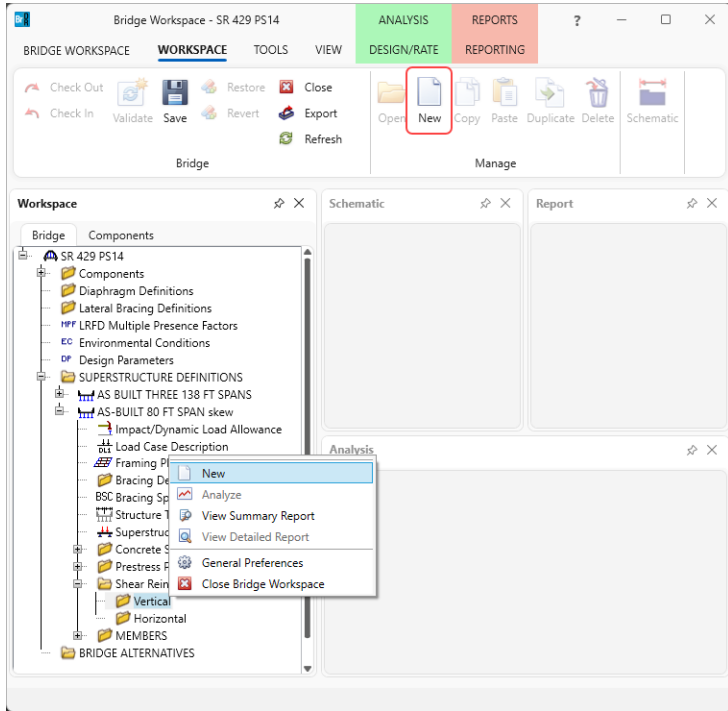 Br Bridge Workspace - SR 429 PS14 ANALYSIS REPORTS ?
BRIDGE WORKSPACE WORKSPACE TOOLS VIEW DESIGN/RATE REPORTING
Check Out Restore Close
Check In Validate Save Revert Export Open New Copy Paste Duplicate Delete Schematic
Refresh
Bridge Manage
Workspace Schematic Report
Bridge Components
SR 429 PS14
Components
Diaphragm Definitions
Lateral Bracing Definitions
MPF LRFD Multiple Presence Factors
EC Environmental Conditions
DP Design Parameters
SUPERSTRUCTURE DEFINITIONS
AS BUILT THREE 138 FT SPANS
AS-BUILT 80 FT SPAN skew
Impact/Dynamic Load Allowance
Load Case Description
Analysis
Framing Pl
Bracing De
BSC Bracing Sp
Structure T
Superstruc
Concrete S
Prestress P
Shear Rein
Vertical
Horizontal
MEMBERS
BRIDGE ALTERNATIVES
New
Analyze
View Summary Report
View Detailed Report
General Preferences
Close Bridge Workspace